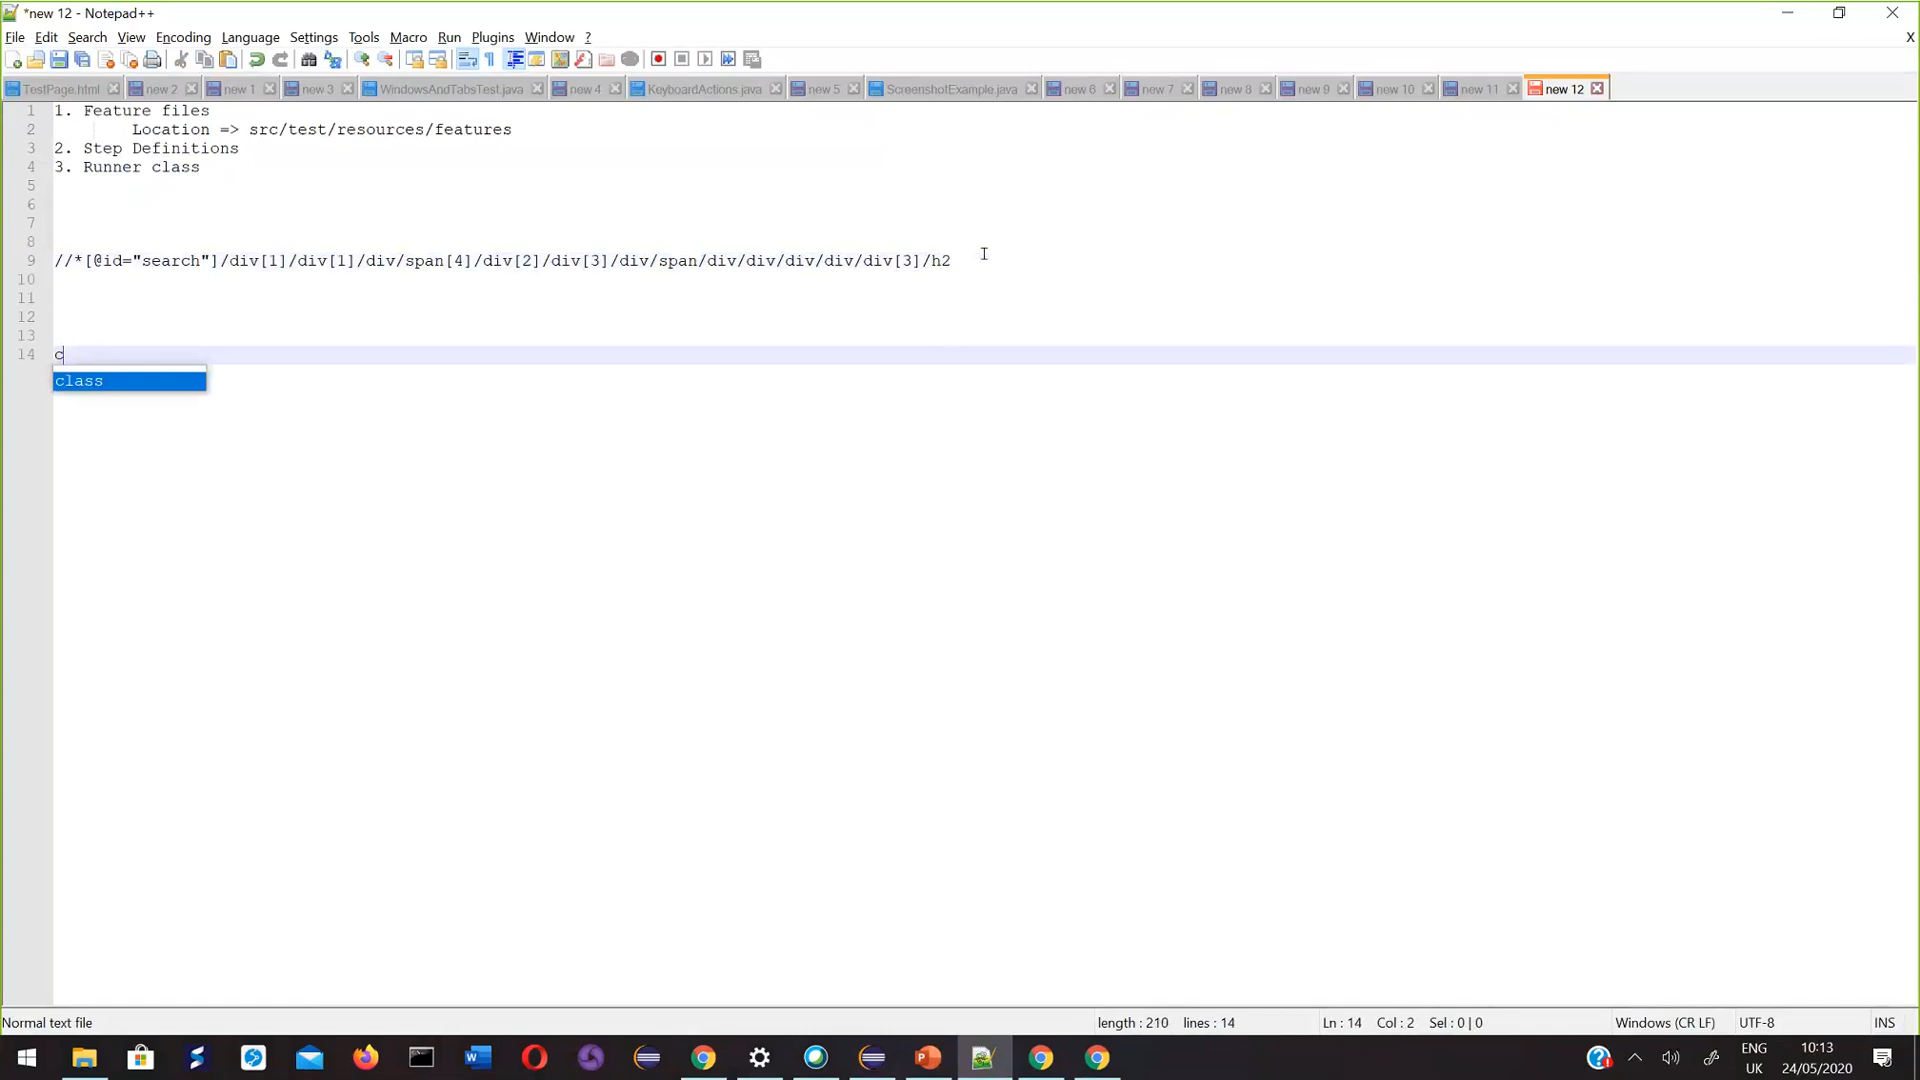 *new 12 - Notepad++
File Edit Search View Encoding Language Settings Tools Macro Run Plugins Window ? X
TestPage.html new 2 new 1 new 3 WindowsAndTabsTest.java new 4 KeyboardActions.java new 5 ScreenshotExample.java new 6 new 7 new 8 new 9 new 10 new 11 new 12
1 1. Feature files
2 Location => src/test/resources/features
3 2. Step Definitions
4 3. Runner class
5
6
7
8
9 //*[@id="search"]/div[1]/div[1]/div/span[4]/div[2]/div[3]/div/span/div/div/div/div/div[3]/h2
10
11
12
13
14 c
class
Normal text file length : 210 lines : 14 Ln : 14 Col : 2 Sel : 0 | 0 Windows (CR LF) UTF-8 INS
ENG 10:13
UK 24/05/2020